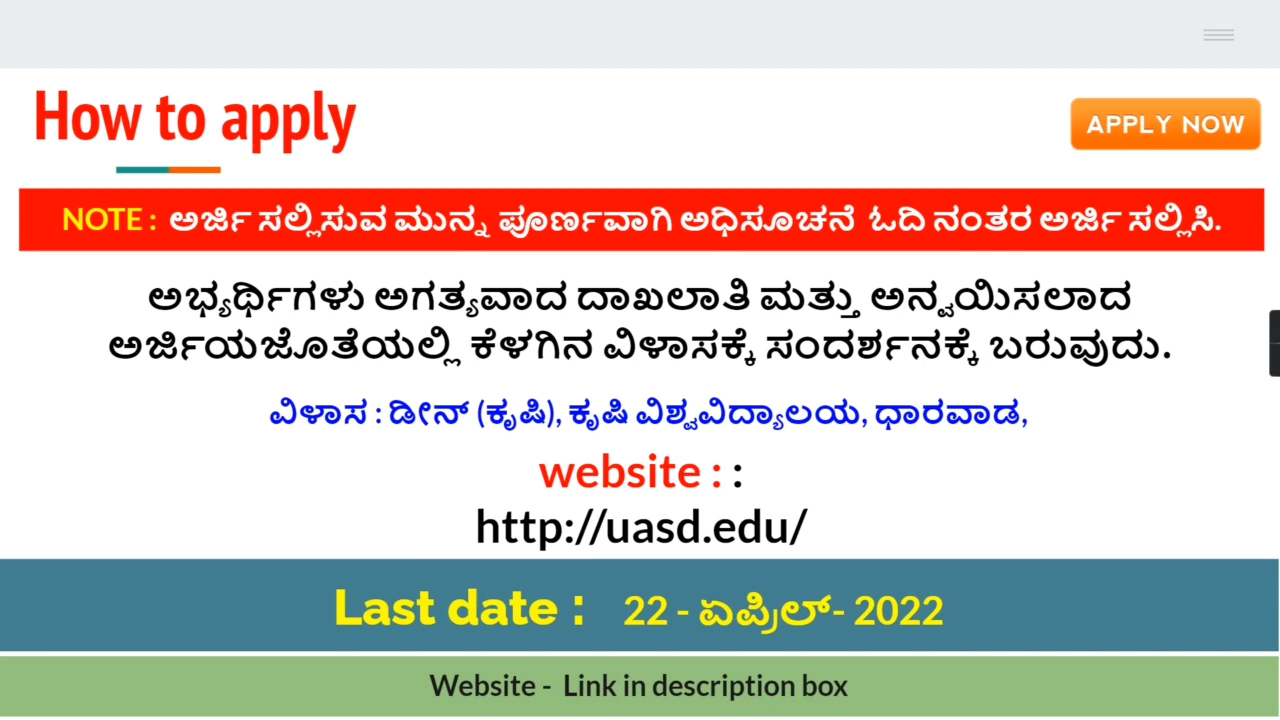 How to apply
APPLY NOW
NOTE : ಅರ್ಜಿ ಸಲ್ಲಿಸುವ ಮುನ್ನ ಪೂರ್ಣವಾಗಿ ಅಧಿಸೂಚನೆ ಓದಿ ನಂತರ ಅರ್ಜಿ ಸಲ್ಲಿಸಿ.
ಅಭ್ಯರ್ಥಿಗಳು ಅಗತ್ಯವಾದ ದಾಖಲಾತಿ ಮತ್ತು ಅನ್ವಯಿಸಲಾದ
ಅರ್ಜಿಯಜೊತೆಯಲ್ಲಿ ಕೆಳಗಿನ ವಿಳಾಸಕ್ಕೆ ಸಂದರ್ಶನಕ್ಕೆ ಬರುವುದು.
ವಿಳಾಸ : ಡೀನ್ (ಕೃಷಿ), ಕೃಷಿ ವಿಶ್ವವಿದ್ಯಾಲಯ, ಧಾರವಾಡ,
website : :
http://uasd.edu/
Last date : 22 - ಏಪ್ರಿಲ್- 2022
Website - Link in description box